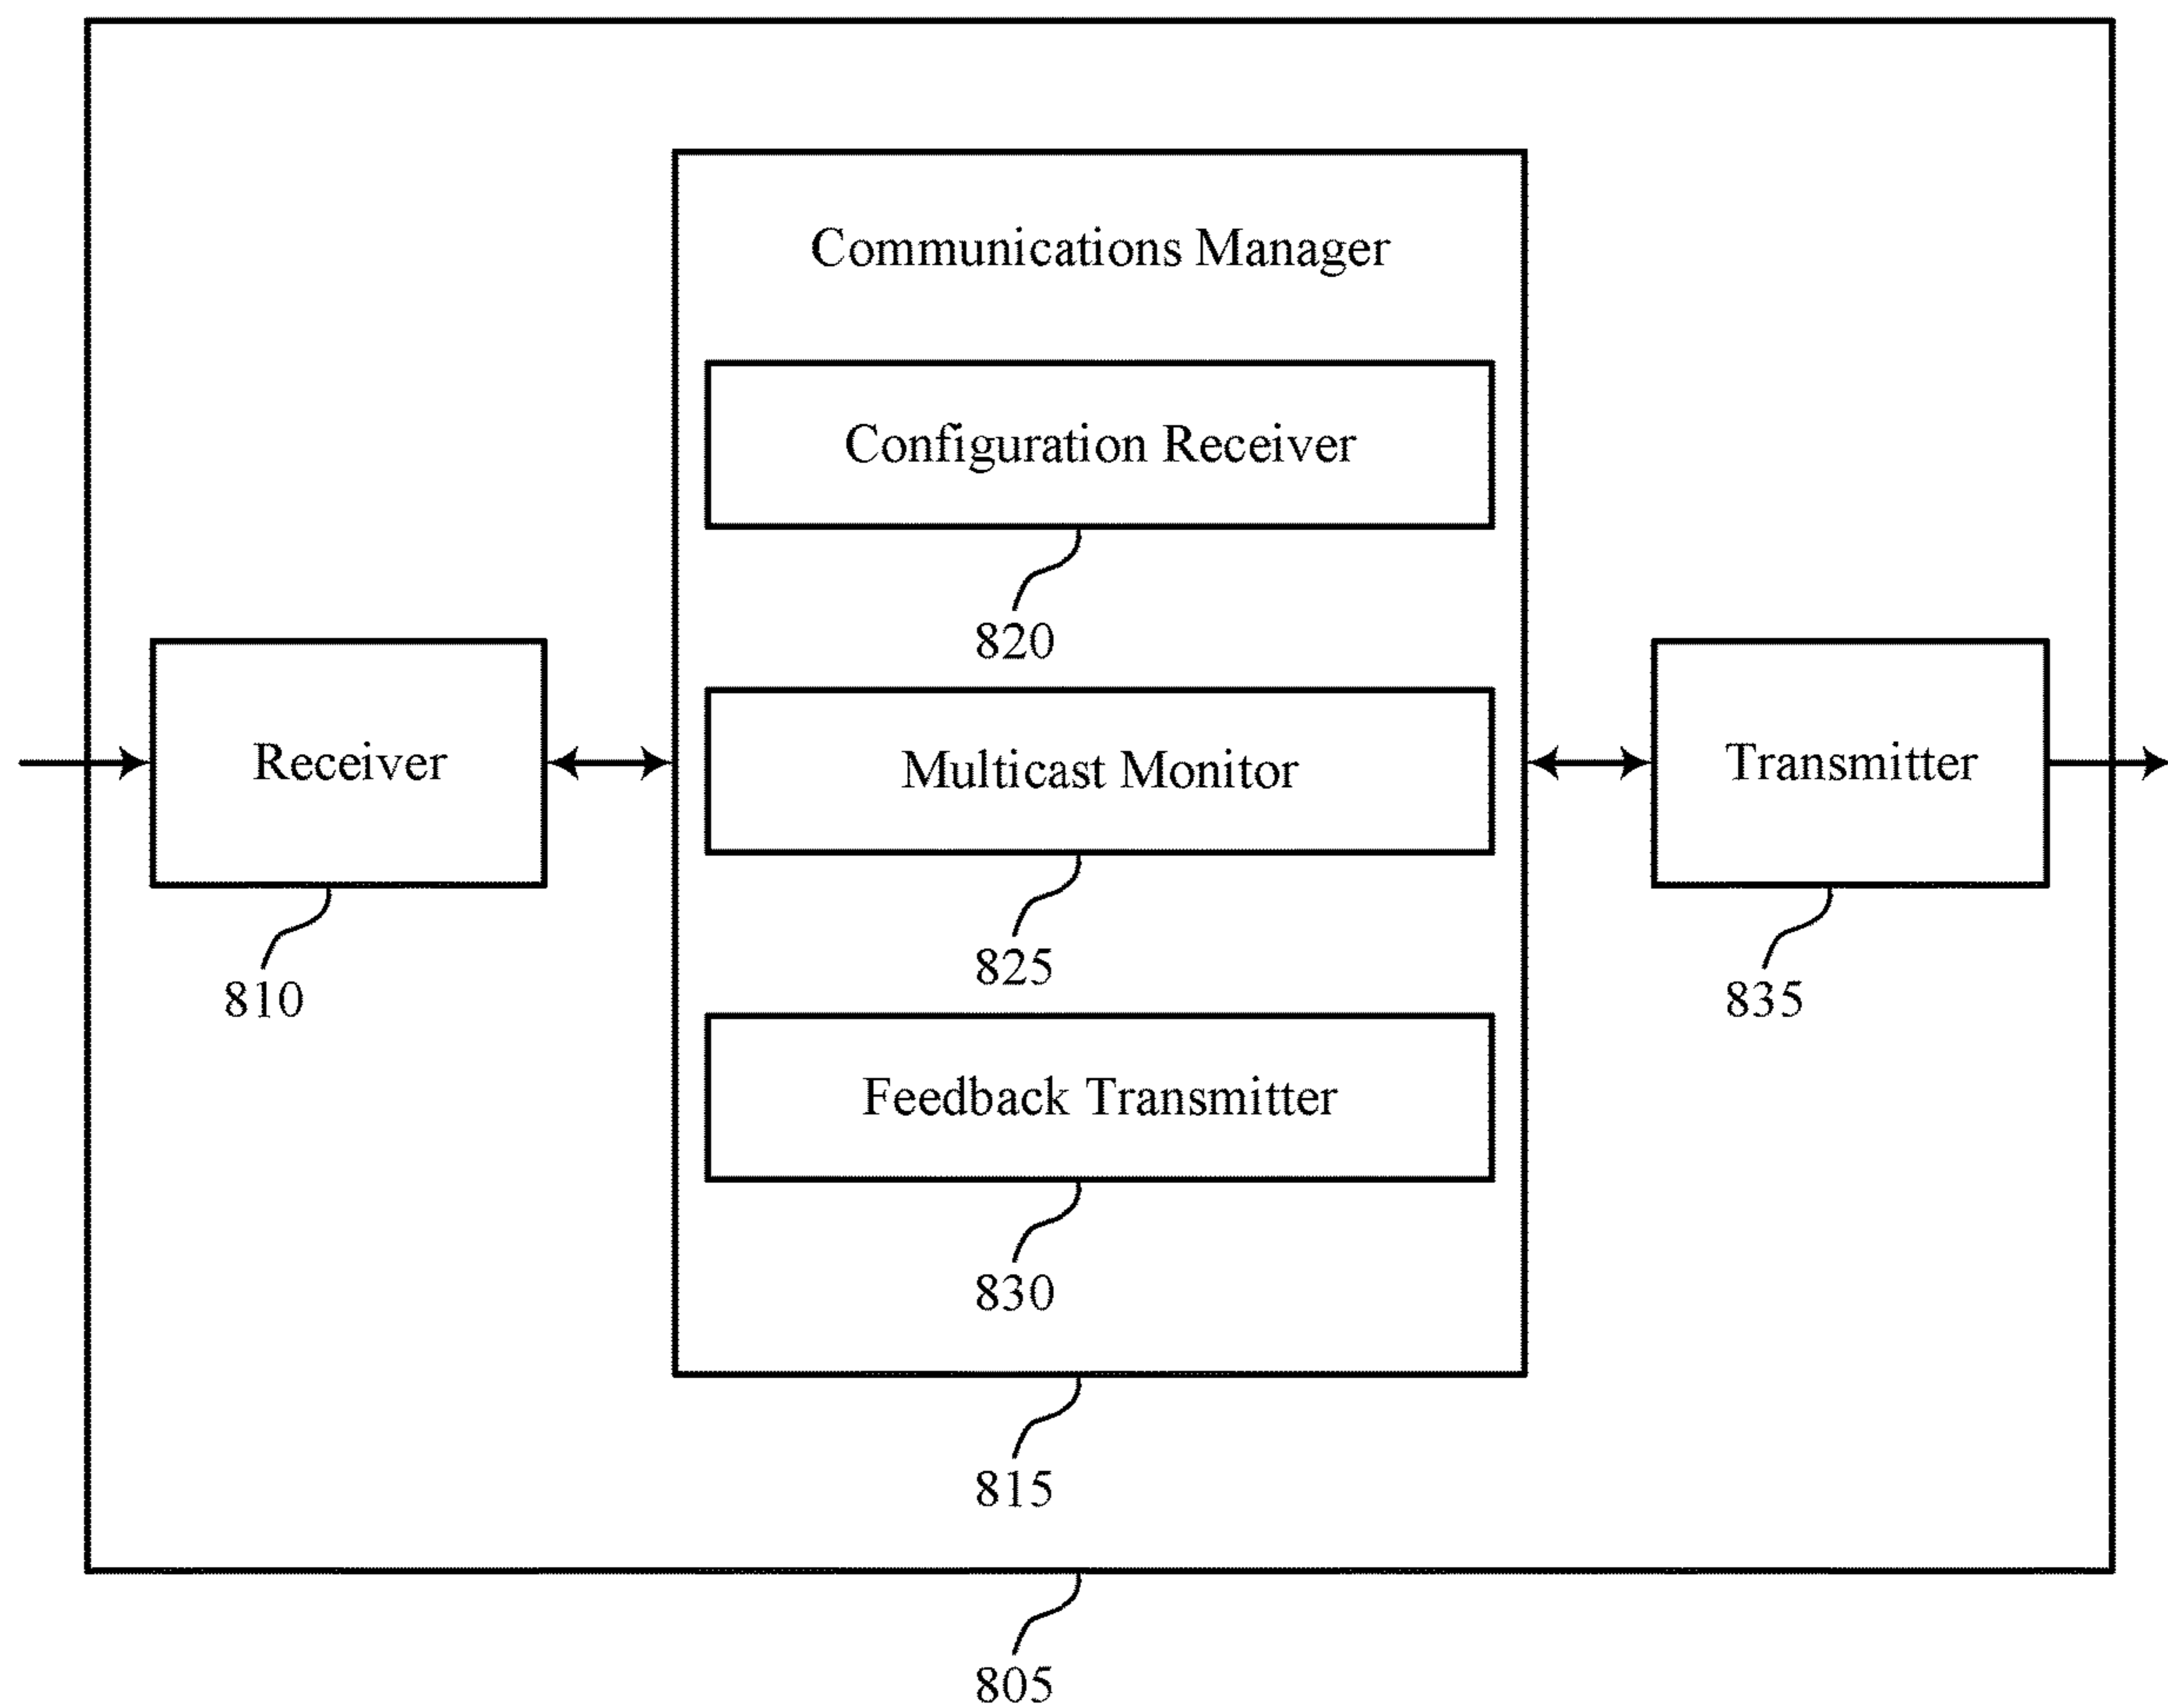 Communications Manager
Configuration Receiver
820
Receiver
Multicast Monitor
Transmitter
810
825
835
Feedback Transmitter
830
815
805